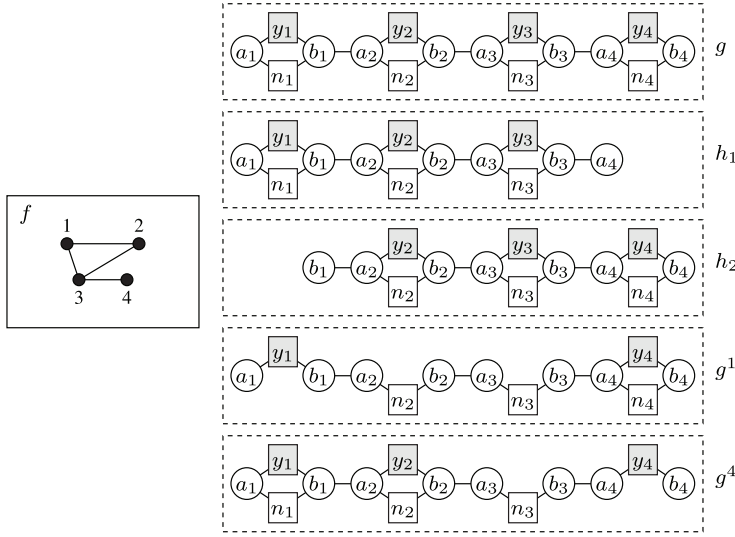 y₁ y₂ y₃ y₄
a₁ b₁ a₂ b₂ a₃ b₃ a₄ b₄ g
n₁ n₂ n₃ n₄
y₁ y₂ y₃
a₁ b₁ a₂ b₂ a₃ b₃ a₄ h₁
n₁ n₂ n₃
f
1 2
3 4
y₂ y₃ y₄
b₁ a₂ b₂ a₃ b₃ a₄ b₄ h₂
n₂ n₃ n₄
y₁ y₄
a₁ b₁ a₂ b₂ a₃ b₃ a₄ b₄ g¹
n₂ n₃ n₄
y₁ y₂ y₄
a₁ b₁ a₂ b₂ a₃ b₃ a₄ b₄ g⁴
n₁ n₂ n₃